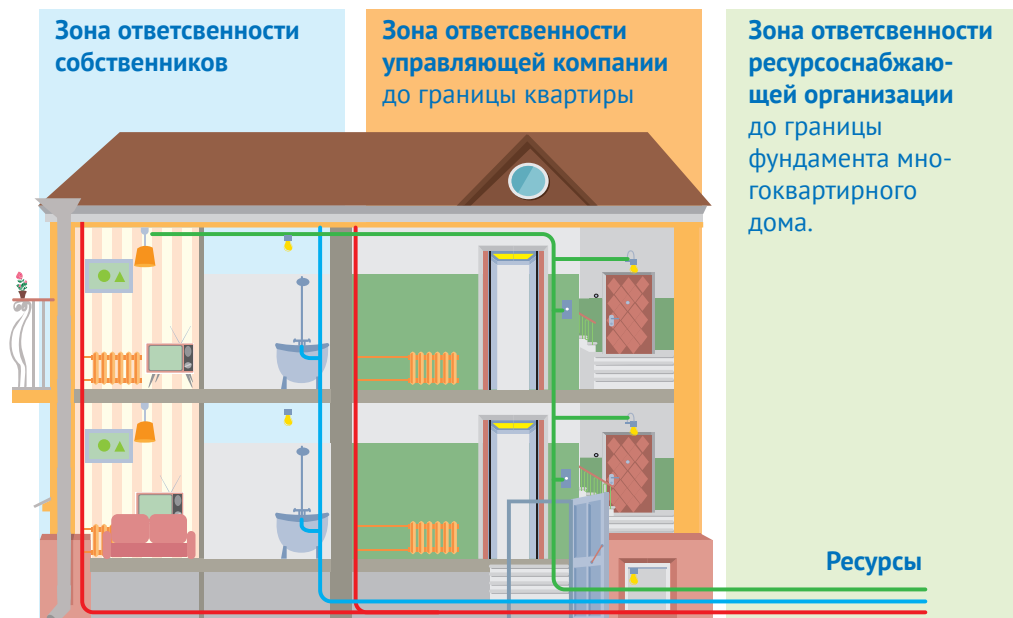 Зона ответсвенности
собственников
Зона ответсвенности
управляющей компании
до границы квартиры
Зона ответсвенности
ресурсоснабжаю-
щей организации
до границы
фундамента мно-
гоквартирного
дома.
Ресурсы